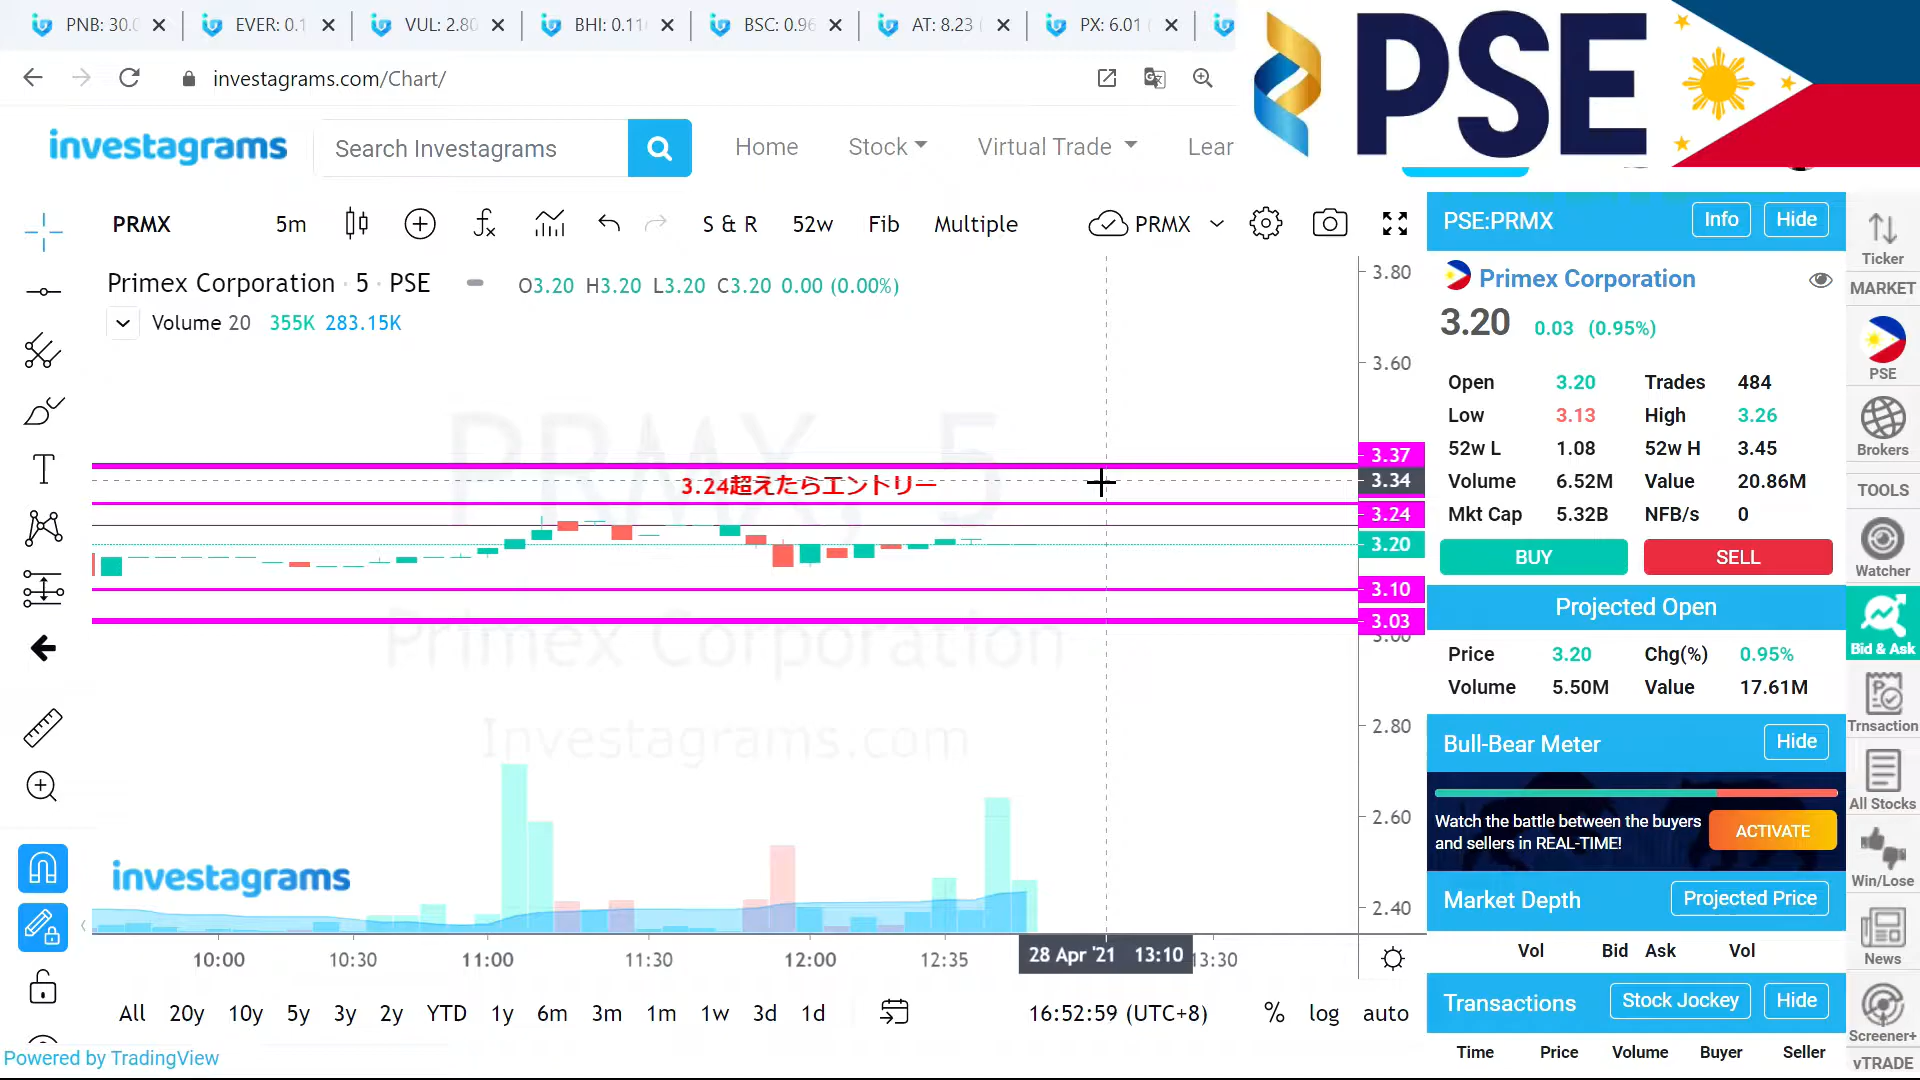 PNB: 30.0
EVER: 0.1
VUL: 2.80
BHI: 0.11
BSC: 0.96
AT: 8.23
PX: 6.01
PSE
investagrams.com/Chart/
investagrams
Search Investagrams
Home
Stock
Virtual Trade
Lear
PRMX
5m
S & R
52w
Fib
Multiple
PRMX
Primex Corporation · 5 · PSE
O3.20 H3.20 L3.20 C3.20 0.00 (0.00%)
Volume 20 355K 283.15K
PRMX, 5
Primex Corporation
Investagrams.com
3.24超えたらエントリー
3.80
3.60
3.37
3.34
3.24
3.20
3.10
3.03
3.00
2.80
2.60
2.40
investagrams
10:00
10:30
11:00
11:30
12:00
12:35
28 Apr '21 13:10
13:30
All
20y
10y
5y
3y
2y
YTD
1y
6m
3m
1m
1w
3d
1d
16:52:59 (UTC+8)
%
log
auto
Powered by TradingView
PSE:PRMX
Info
Hide
Primex Corporation
3.20 0.03 (0.95%)
Open 3.20 Trades 484
Low 3.13 High 3.26
52w L 1.08 52w H 3.45
Volume 6.52M Value 20.86M
Mkt Cap 5.32B NFB/s 0
BUY
SELL
Projected Open
Price 3.20 Chg(%) 0.95%
Volume 5.50M Value 17.61M
Bull-Bear Meter
Hide
Watch the battle between the buyers
and sellers in REAL-TIME!
ACTIVATE
Market Depth
Projected Price
Vol Bid Ask Vol
Transactions
Stock Jockey
Hide
Time Price Volume Buyer Seller
Ticker
MARKET
PSE
Brokers
TOOLS
Watcher
Bid & Ask
Trnsaction
All Stocks
Win/Lose
News
Screener+
vTRADE